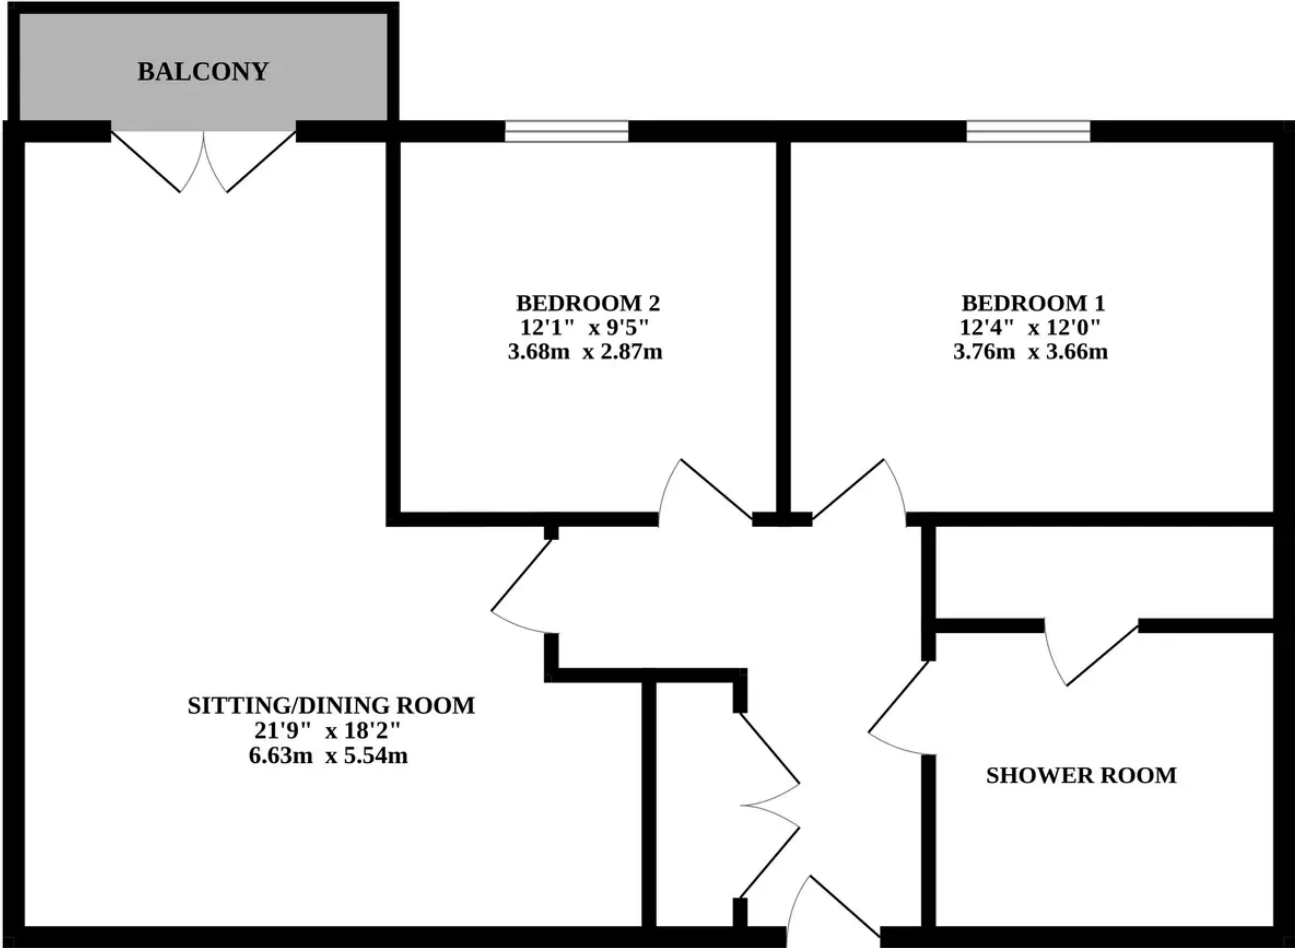 BALCONY
BEDROOM 2
12'1" x 9'5"
3.68m x 2.87m
BEDROOM 1
12'4" x 12'0"
3.76m x 3.66m
SITTING/DINING ROOM
21'9" x 18'2"
6.63m x 5.54m
SHOWER ROOM